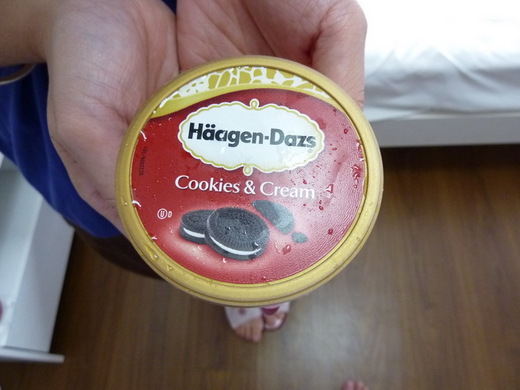 Häagen-Dazs
Cookies & Cream
U D